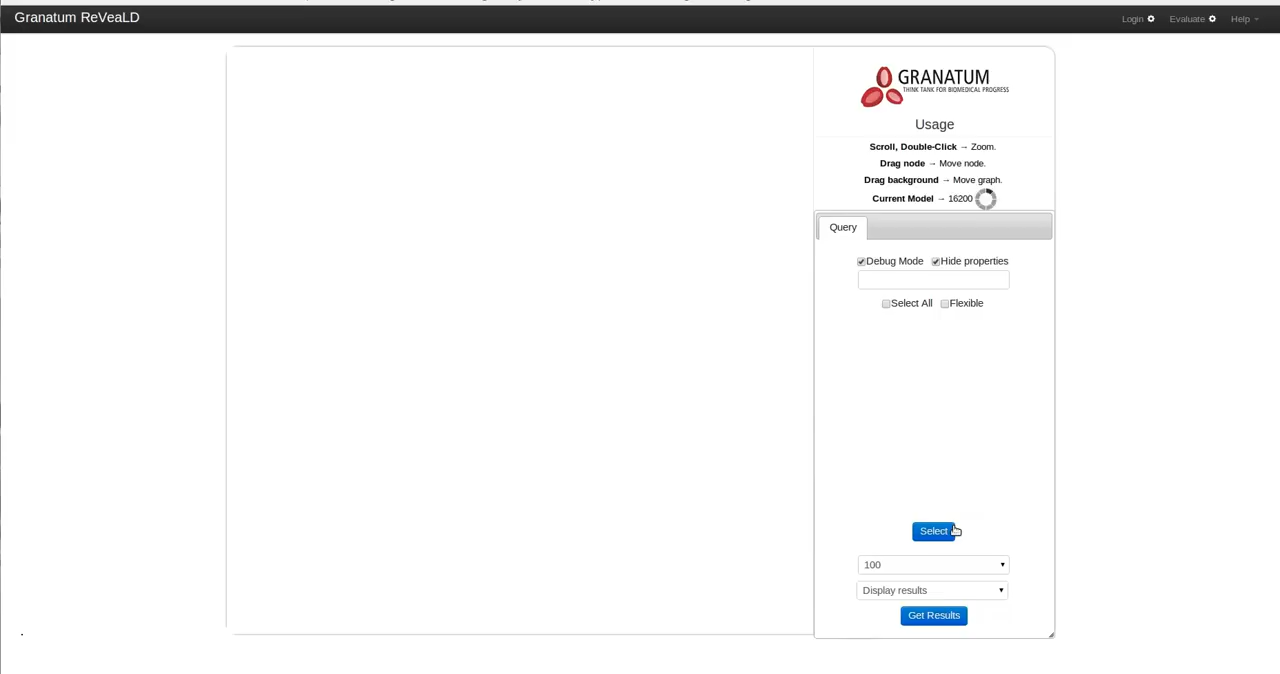 Granatum ReVeaLD
Login Evaluate Help
GRANATUM
THINK TANK FOR BIOMEDICAL PROGRESS
Usage
Scroll, Double-Click → Zoom.
Drag node → Move node.
Drag background → Move graph.
Current Model → 16200
Query
Debug Mode Hide properties
Select All Flexible
Select
100
Display results
Get Results